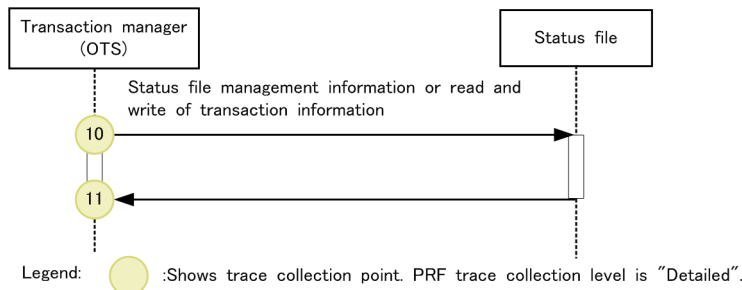 Transaction manager
(OTS)
Status file
Status file management information or read and
write of transaction information
10
11
Legend: :Shows trace collection point. PRF trace collection level is "Detailed".